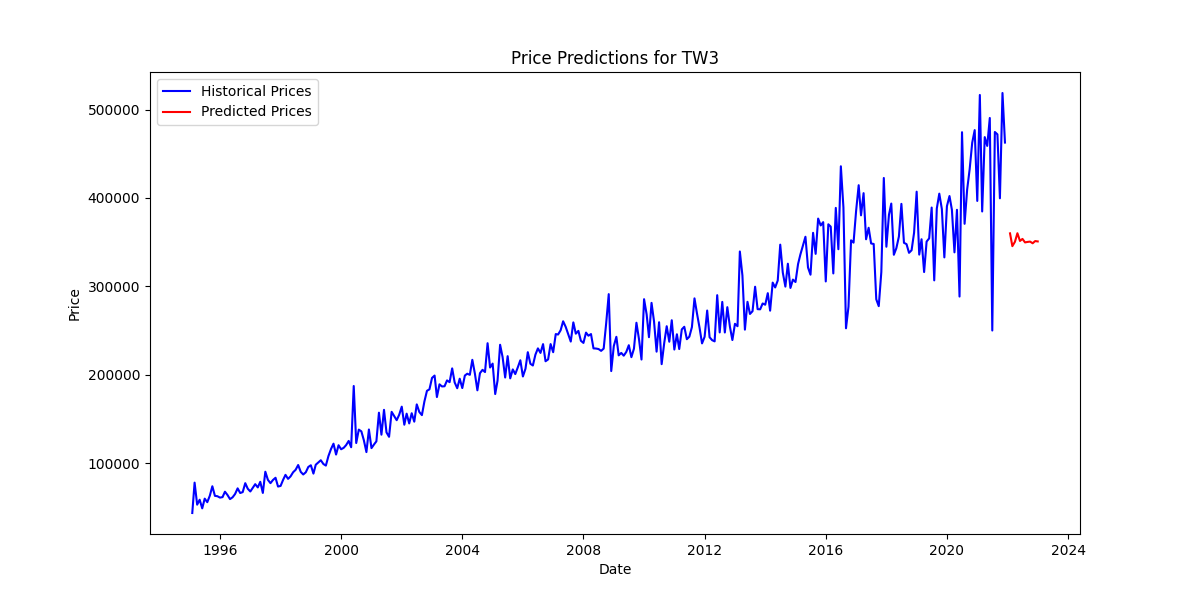 Price Predictions for TW3
Historical Prices
Predicted Prices
500000
400000
300000
200000
100000
Price
1996 2000 2004 2008 2012 2016 2020 2024
Date